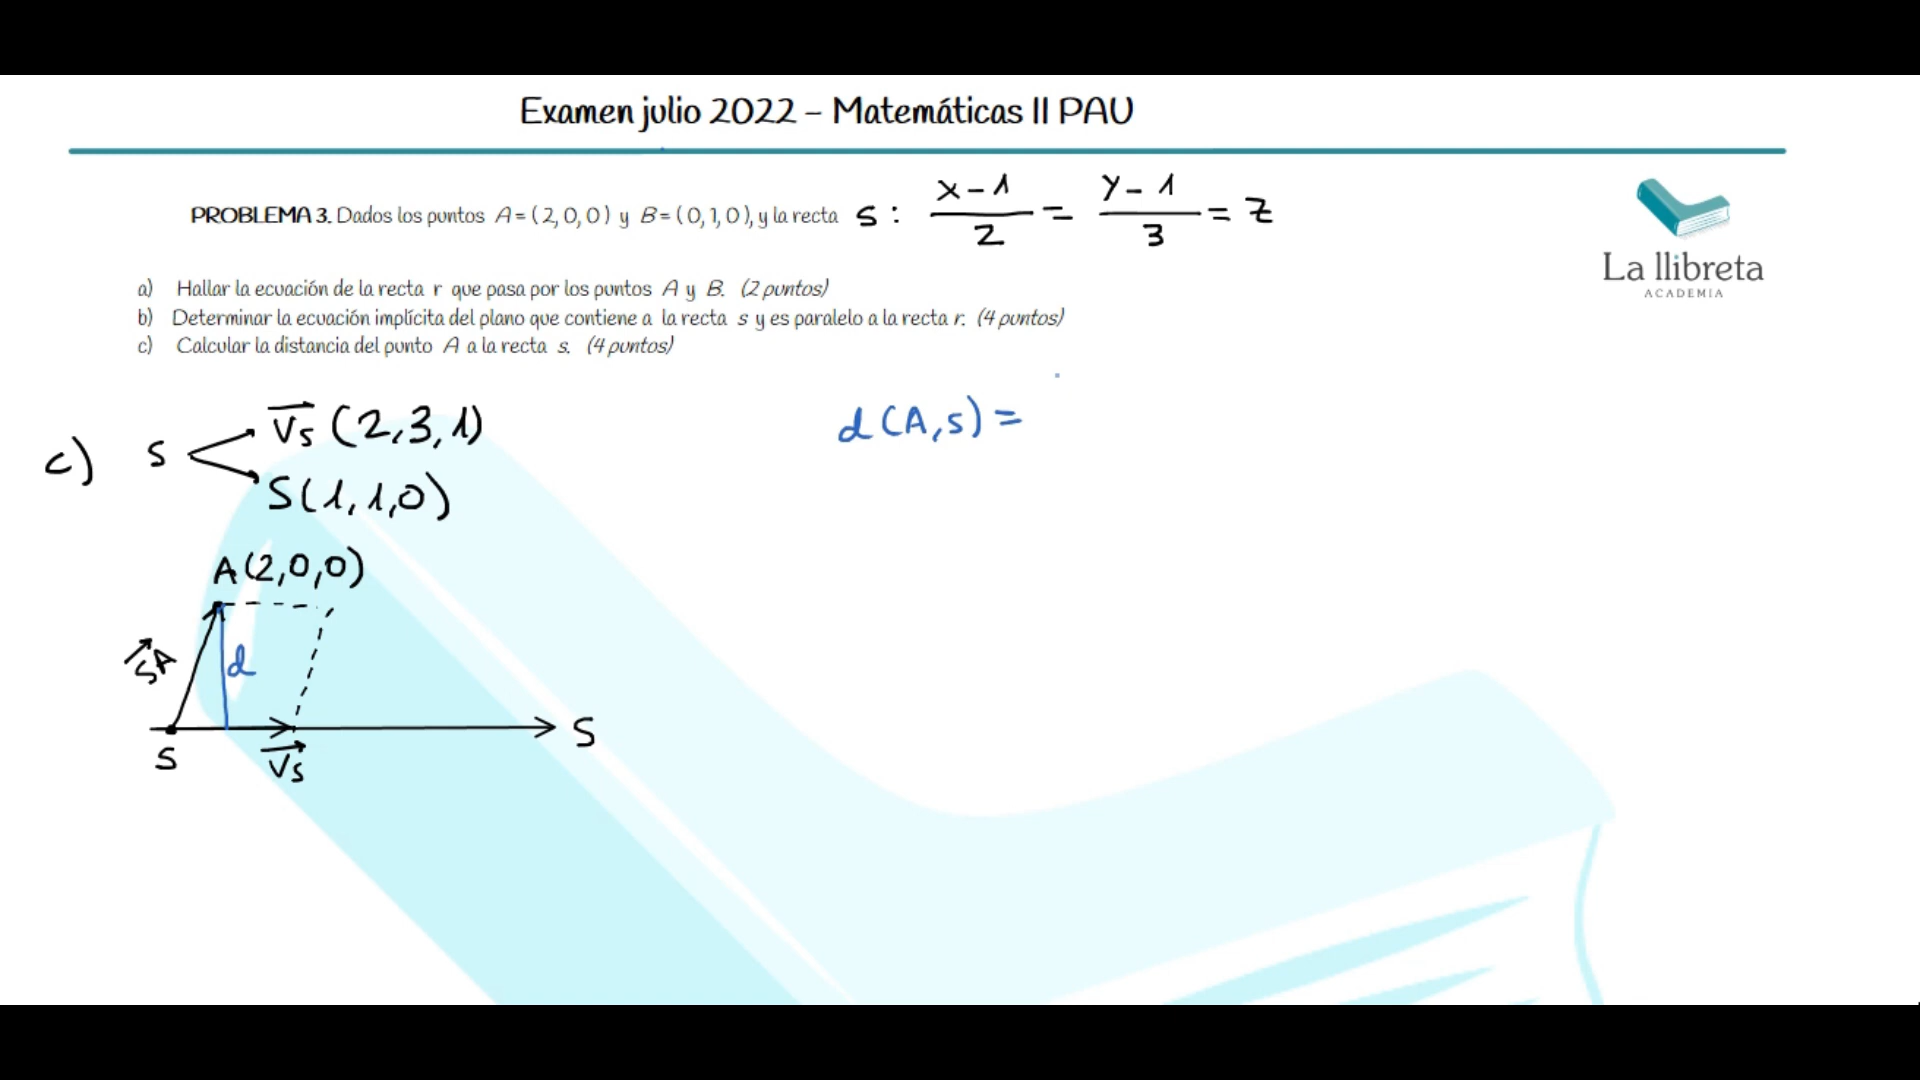 Examen julio 2022 – Matemáticas II PAU
PROBLEMA 3. Dados los puntos A = (2, 0, 0) y B = (0, 1, 0), y la recta s : x-1/2 = y-1/3 = z
La llibreta
ACADEMIA
a) Hallar la ecuación de la recta r que pasa por los puntos A y B. (2 puntos)
b) Determinar la ecuación implícita del plano que contiene a la recta s y es paralelo a la recta r. (4 puntos)
c) Calcular la distancia del punto A a la recta s. (4 puntos)
c) s
Vs (2,3,1)
S(1,1,0)
d(A,s) =
A(2,0,0)
SA
d
S
Vs
S